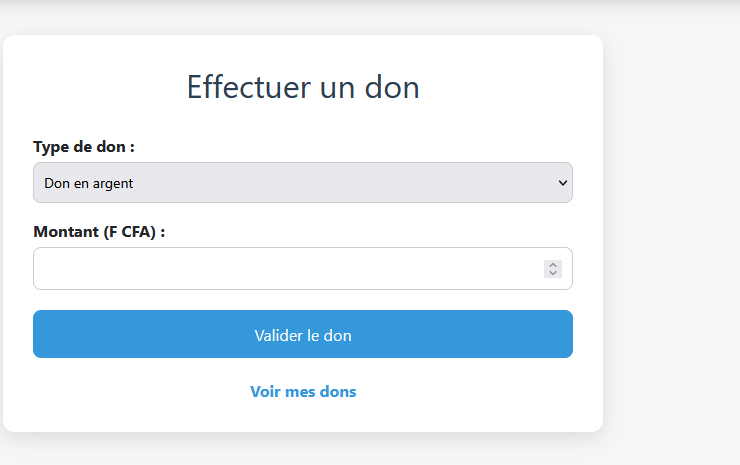 Effectuer un don
Type de don :
Don en argent
Montant (F CFA) :
Valider le don
Voir mes dons